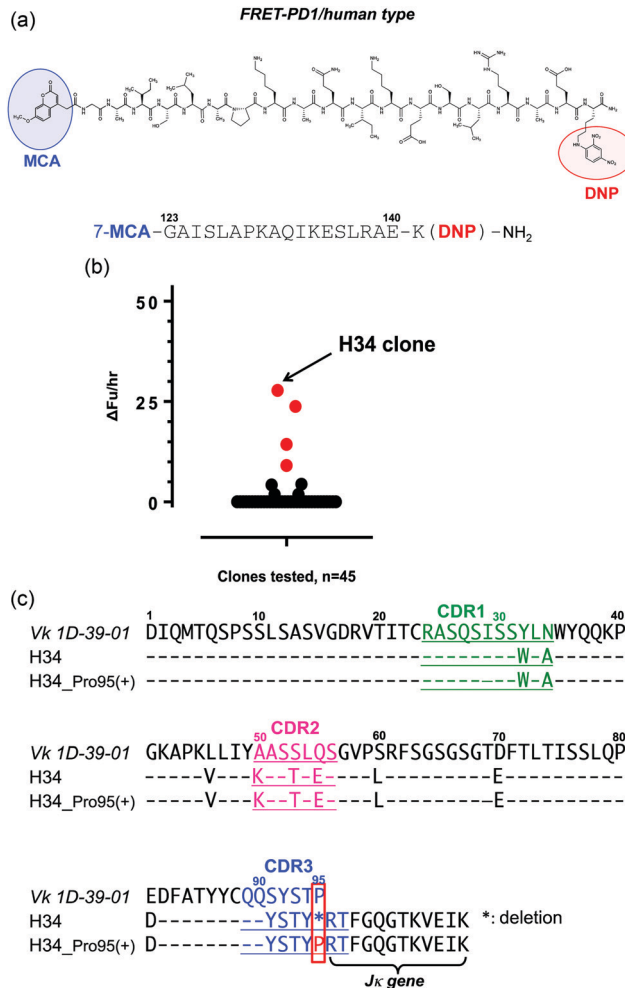 (a)
FRET-PD1/human type
MCA
DNP
123 140
7-MCA-GAISLAPKAQIKESLRAE-K(DNP)-NH2
(b)
50
25
0
ΔFu/hr
H34 clone
Clones tested, n=45
(c)
CDR1
1 10 20 30 40
Vk 1D-39-01 DIQMTQSPSSLSASVGDRVTITCRASQSISSYLNWYQQKP
H34 -------------------------------W-A------
H34_Pro95(+) -------------------------------W-A------
CDR2
50 60 70 80
Vk 1D-39-01 GKAPKLLIYAASSLQSGVPSRFSGSGSGTDFTLTISSLQP
H34 -----V---K--T-E----L---------E----------
H34_Pro95(+) -----V---K--T-E----L---------E----------
CDR3
90 95
Vk 1D-39-01 EDFATYYCQQSYSTP
H34 D---------YSTY*RTFGQGTKVEIK *: deletion
H34_Pro95(+) D---------YSTYPRTFGQGTKVEIK
Jκ gene